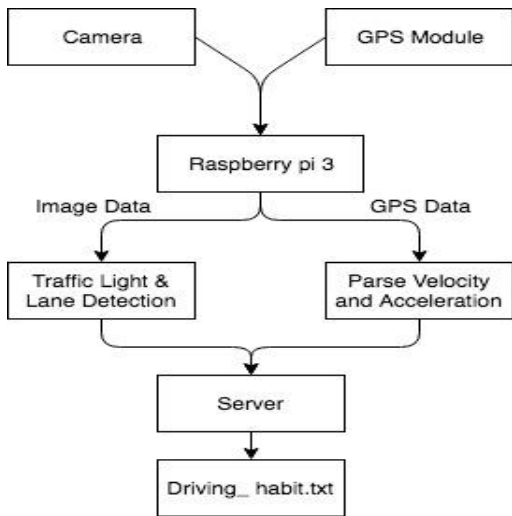 Camera
GPS Module
Raspberry pi 3
Image Data
GPS Data
Traffic Light &
Lane Detection
Parse Velocity
and Acceleration
Server
Driving_ habit.txt